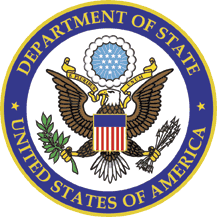 DEPARTMENT OF STATE
UNITED STATES OF AMERICA